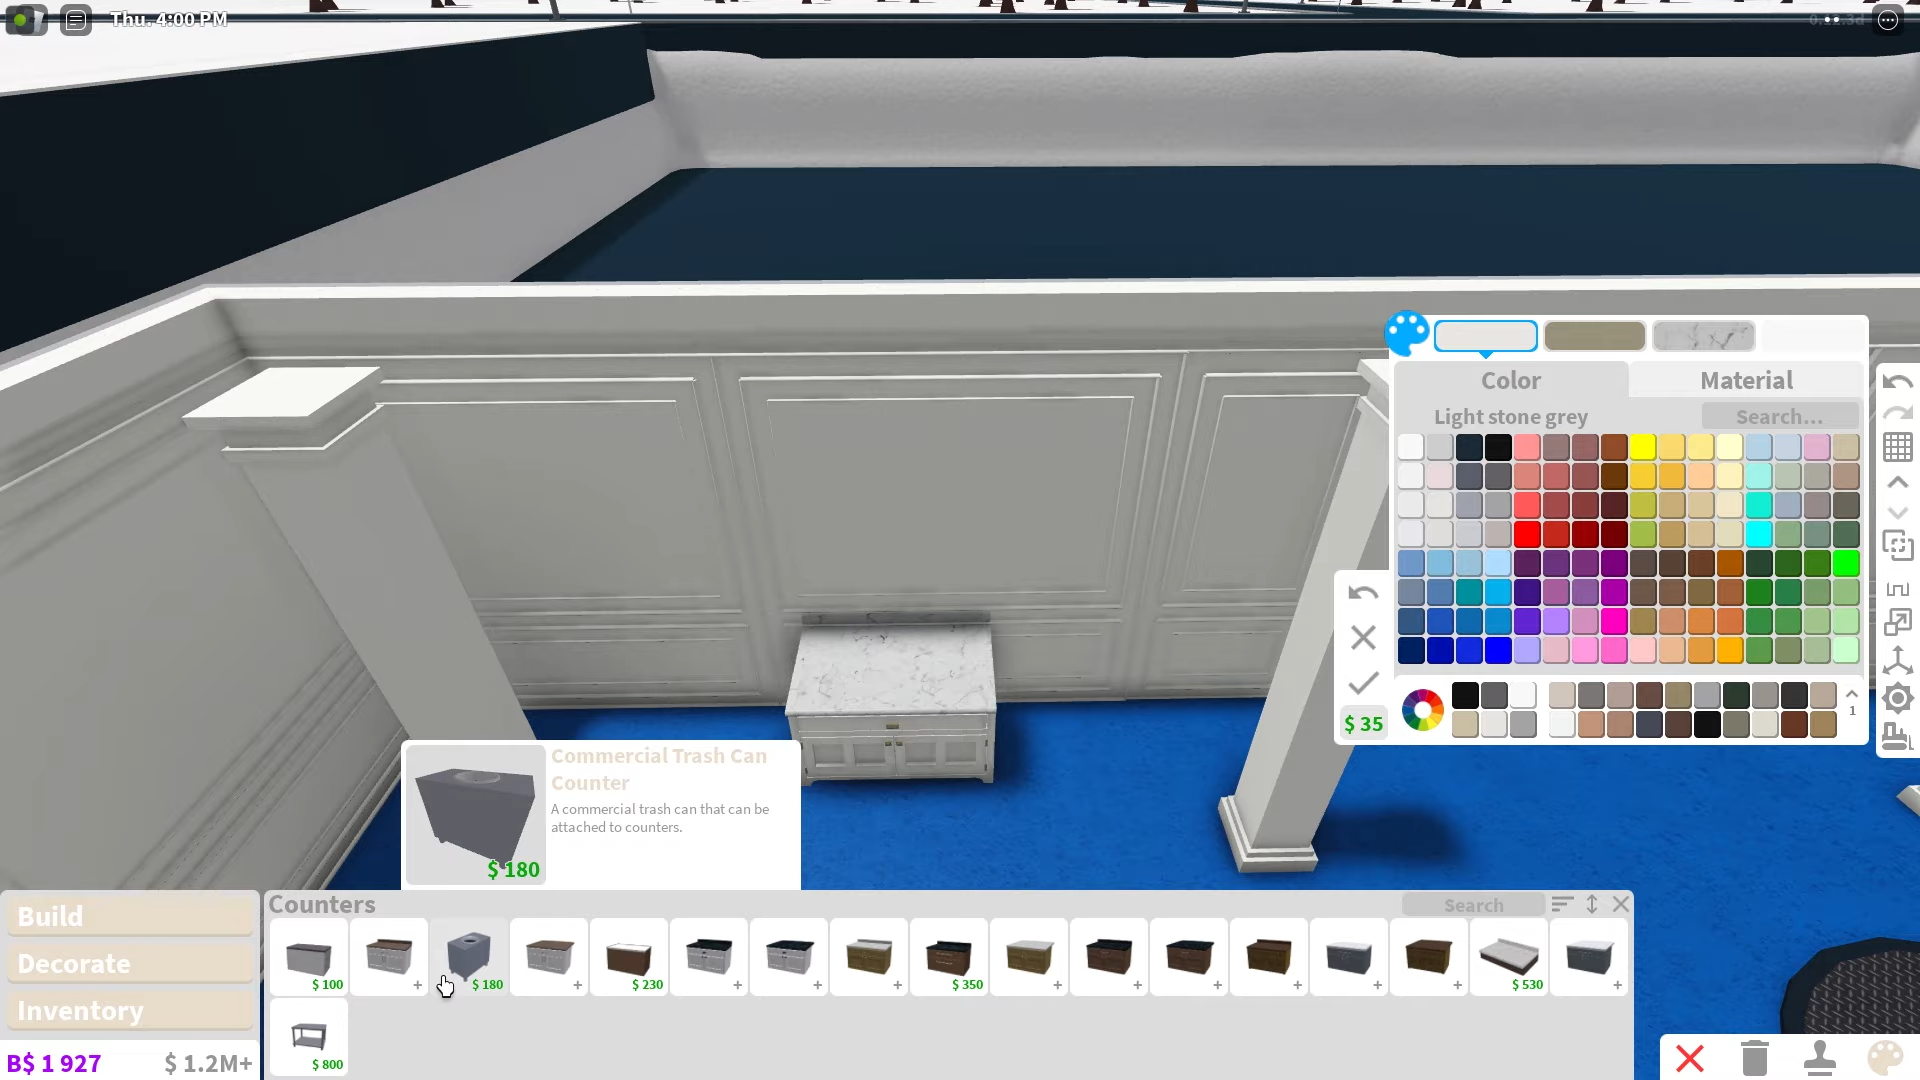 Thu. 4:00 PM
Color
Material
Light stone grey
Search...
$ 35
1
Commercial Trash Can
Counter
A commercial trash can that can be
attached to counters.
$ 180
Build
Decorate
Inventory
B$ 1 927
$ 1.2M+
Counters
Search
$ 100
+
$ 180
+
$ 230
+
+
+
$ 350
+
+
+
+
+
+
$ 530
+
$ 800